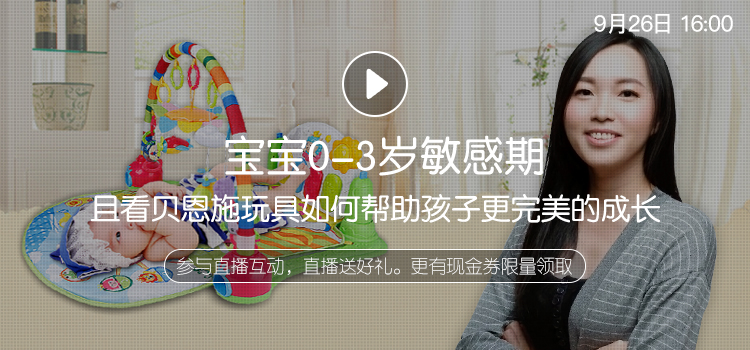 9月26日 16:00
宝宝0-3岁敏感期
且看贝恩施玩具如何帮助孩子更完美的成长
参与直播互动，直播送好礼。更有现金券限量领取